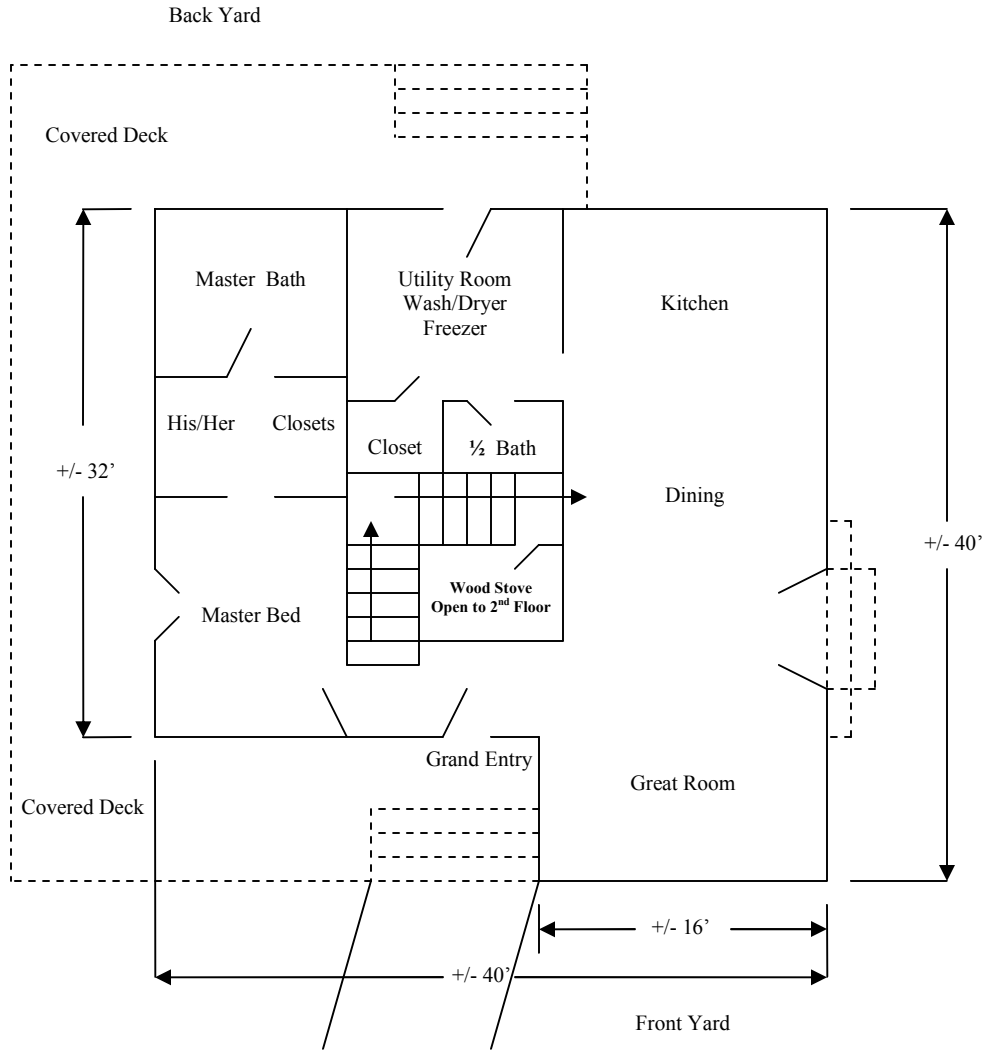 Back Yard
Covered Deck
Master Bath
Utility Room
Wash/Dryer
Freezer
Kitchen
His/Her Closets
Closet
½ Bath
+/- 32’
Dining
+/- 40’
Wood Stove
Open to 2nd Floor
Master Bed
Grand Entry
Great Room
Covered Deck
+/- 16’
+/- 40’
Front Yard